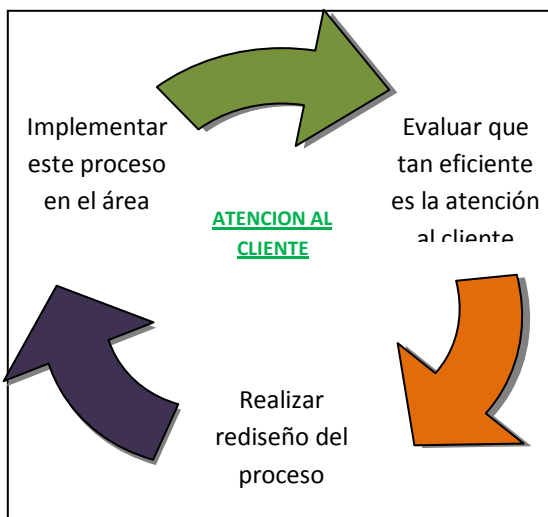 Implementar
este proceso
en el área
Evaluar que
tan eficiente
es la atención
al cliente
ATENCION AL
CLIENTE
Realizar
rediseño del
proceso